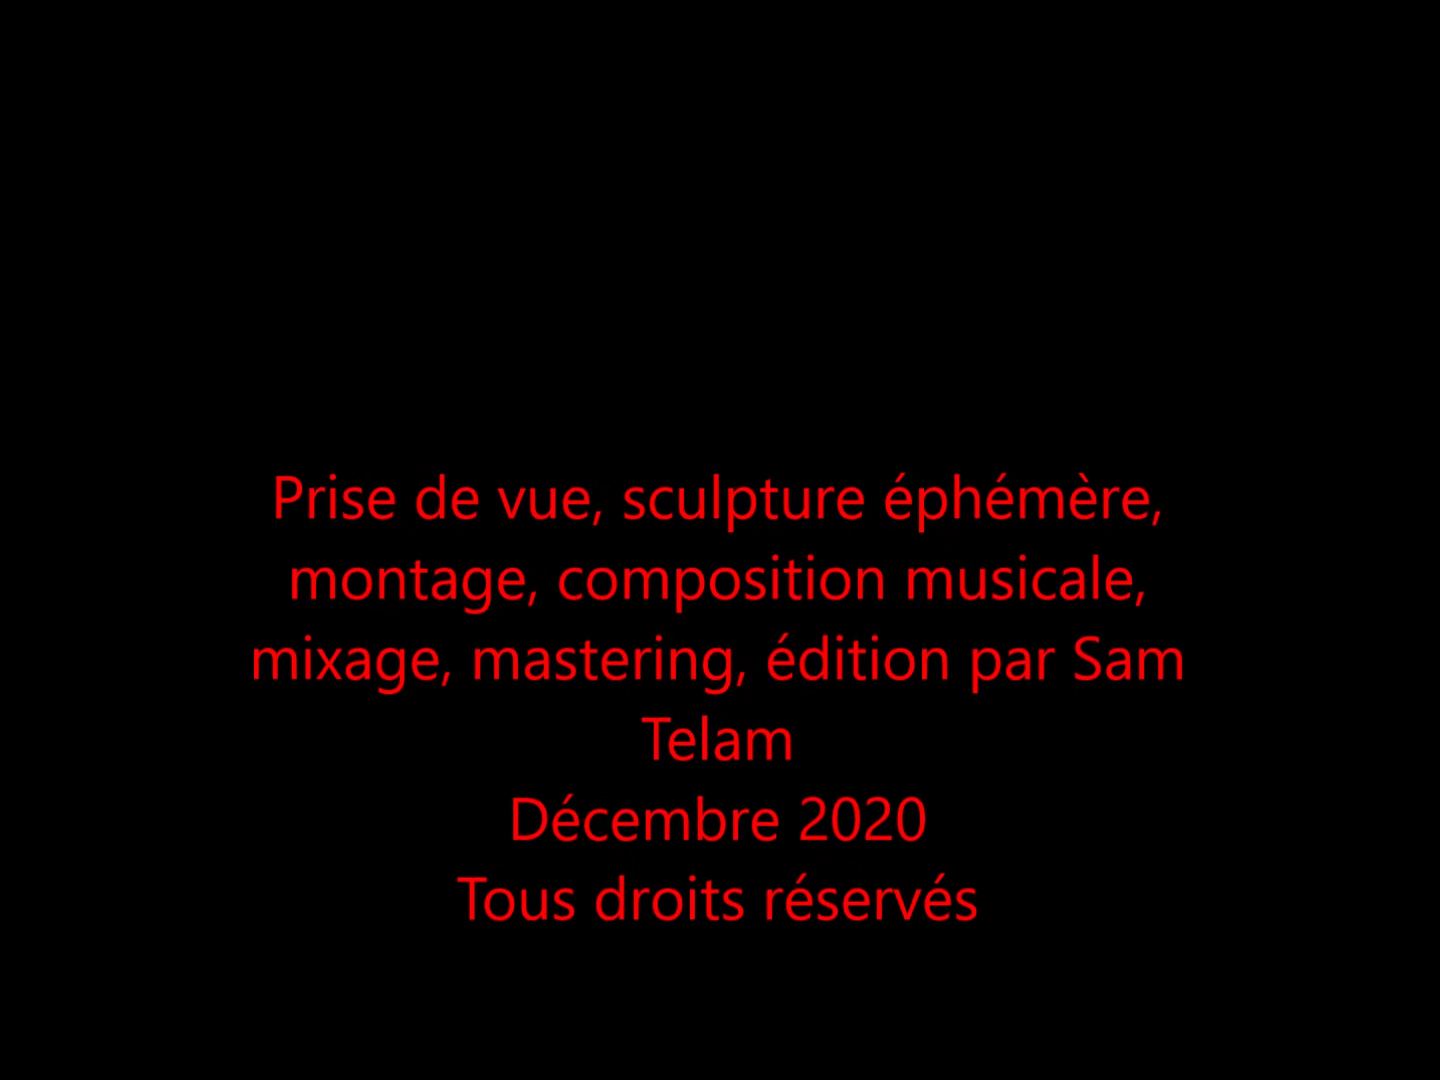 Prise de vue, sculpture éphémère,
montage, composition musicale,
mixage, mastering, édition par Sam
Telam
Décembre 2020
Tous droits réservés